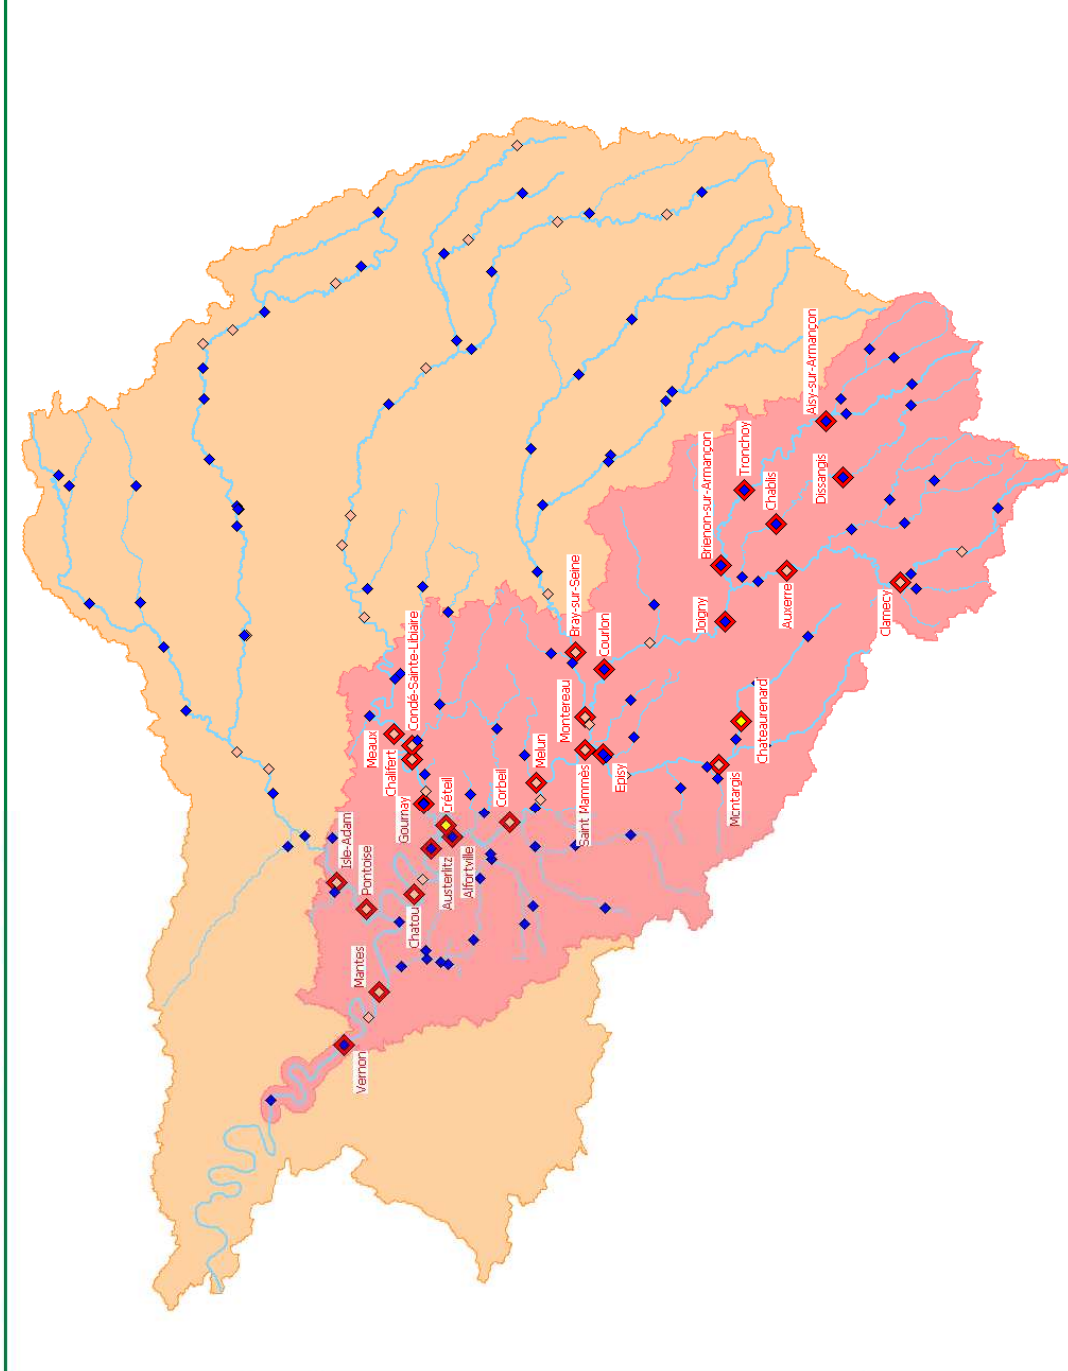 Isle-Adam
Vernon
Mantes
Pontoise
Meaux
Chalifert
Condé-Sainte-Libiaire
Gournay
Chatou
Créteil
Austerlitz
Alfortville
Corbeil
Melun
Montereau
Bray-sur-Seine
Saint Mammès
Courlon
Episy
Joigny
Brienon-sur-Armançon
Montargis
Tronchoy
Chateaurenard
Chablis
Auxerre
Aisy-sur-Armançon
Dissangis
Clamecy